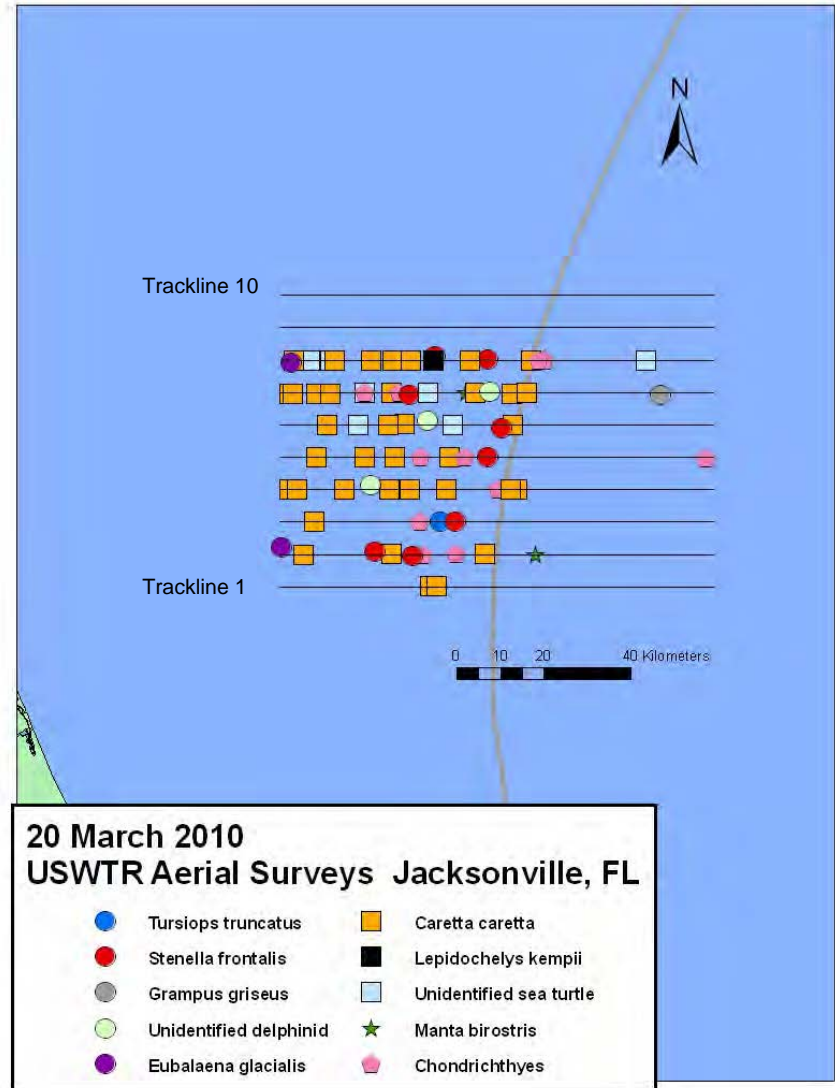 N
Trackline 10
Trackline 1
0 10 20 40 Kilometers
20 March 2010
USWTR Aerial Surveys Jacksonville, FL
Tursiops truncatus
Caretta caretta
Stenella frontalis
Lepidochelys kempii
Grampus griseus
Unidentified sea turtle
Unidentified delphinid
Manta birostris
Eubalaena glacialis
Chondrichthyes